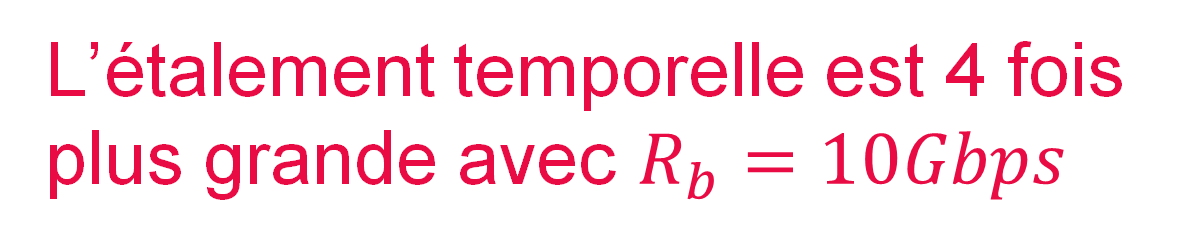 L’étalement temporelle est 4 fois
plus grande avec $R_b = 10Gbps$